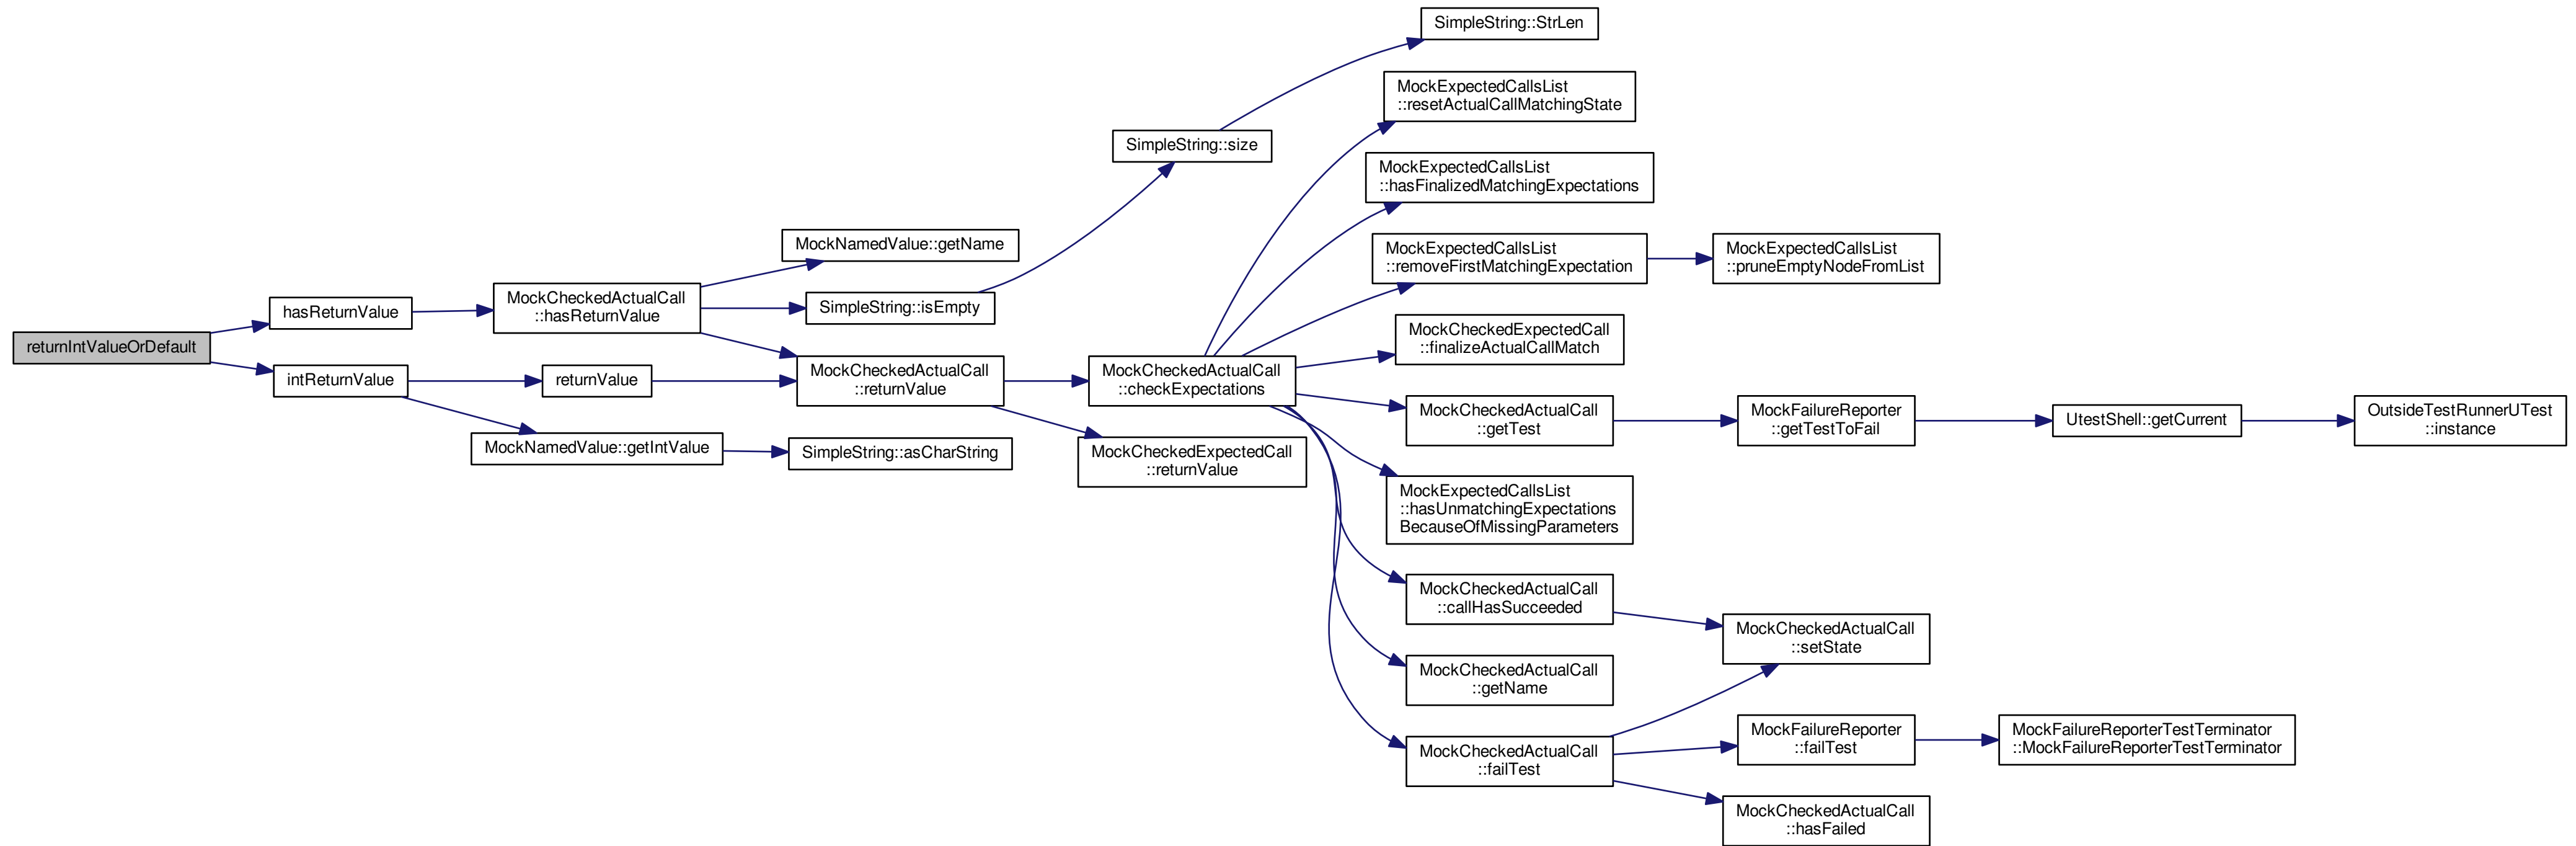 returnIntValueOrDefault
hasReturnValue
intReturnValue
MockCheckedActualCall
::hasReturnValue
returnValue
MockNamedValue::getIntValue
MockNamedValue::getName
SimpleString::isEmpty
MockCheckedActualCall
::returnValue
SimpleString::asCharString
SimpleString::size
MockCheckedActualCall
::checkExpectations
MockCheckedExpectedCall
::returnValue
SimpleString::StrLen
MockExpectedCallsList
::resetActualCallMatchingState
MockExpectedCallsList
::hasFinalizedMatchingExpectations
MockExpectedCallsList
::removeFirstMatchingExpectation
MockCheckedExpectedCall
::finalizeActualCallMatch
MockCheckedActualCall
::getTest
MockExpectedCallsList
::hasUnmatchingExpectations
BecauseOfMissingParameters
MockCheckedActualCall
::callHasSucceeded
MockCheckedActualCall
::getName
MockCheckedActualCall
::failTest
MockExpectedCallsList
::pruneEmptyNodeFromList
MockFailureReporter
::getTestToFail
MockCheckedActualCall
::setState
MockFailureReporter
::failTest
MockCheckedActualCall
::hasFailed
UtestShell::getCurrent
MockFailureReporterTestTerminator
::MockFailureReporterTestTerminator
OutsideTestRunnerUTest
::instance